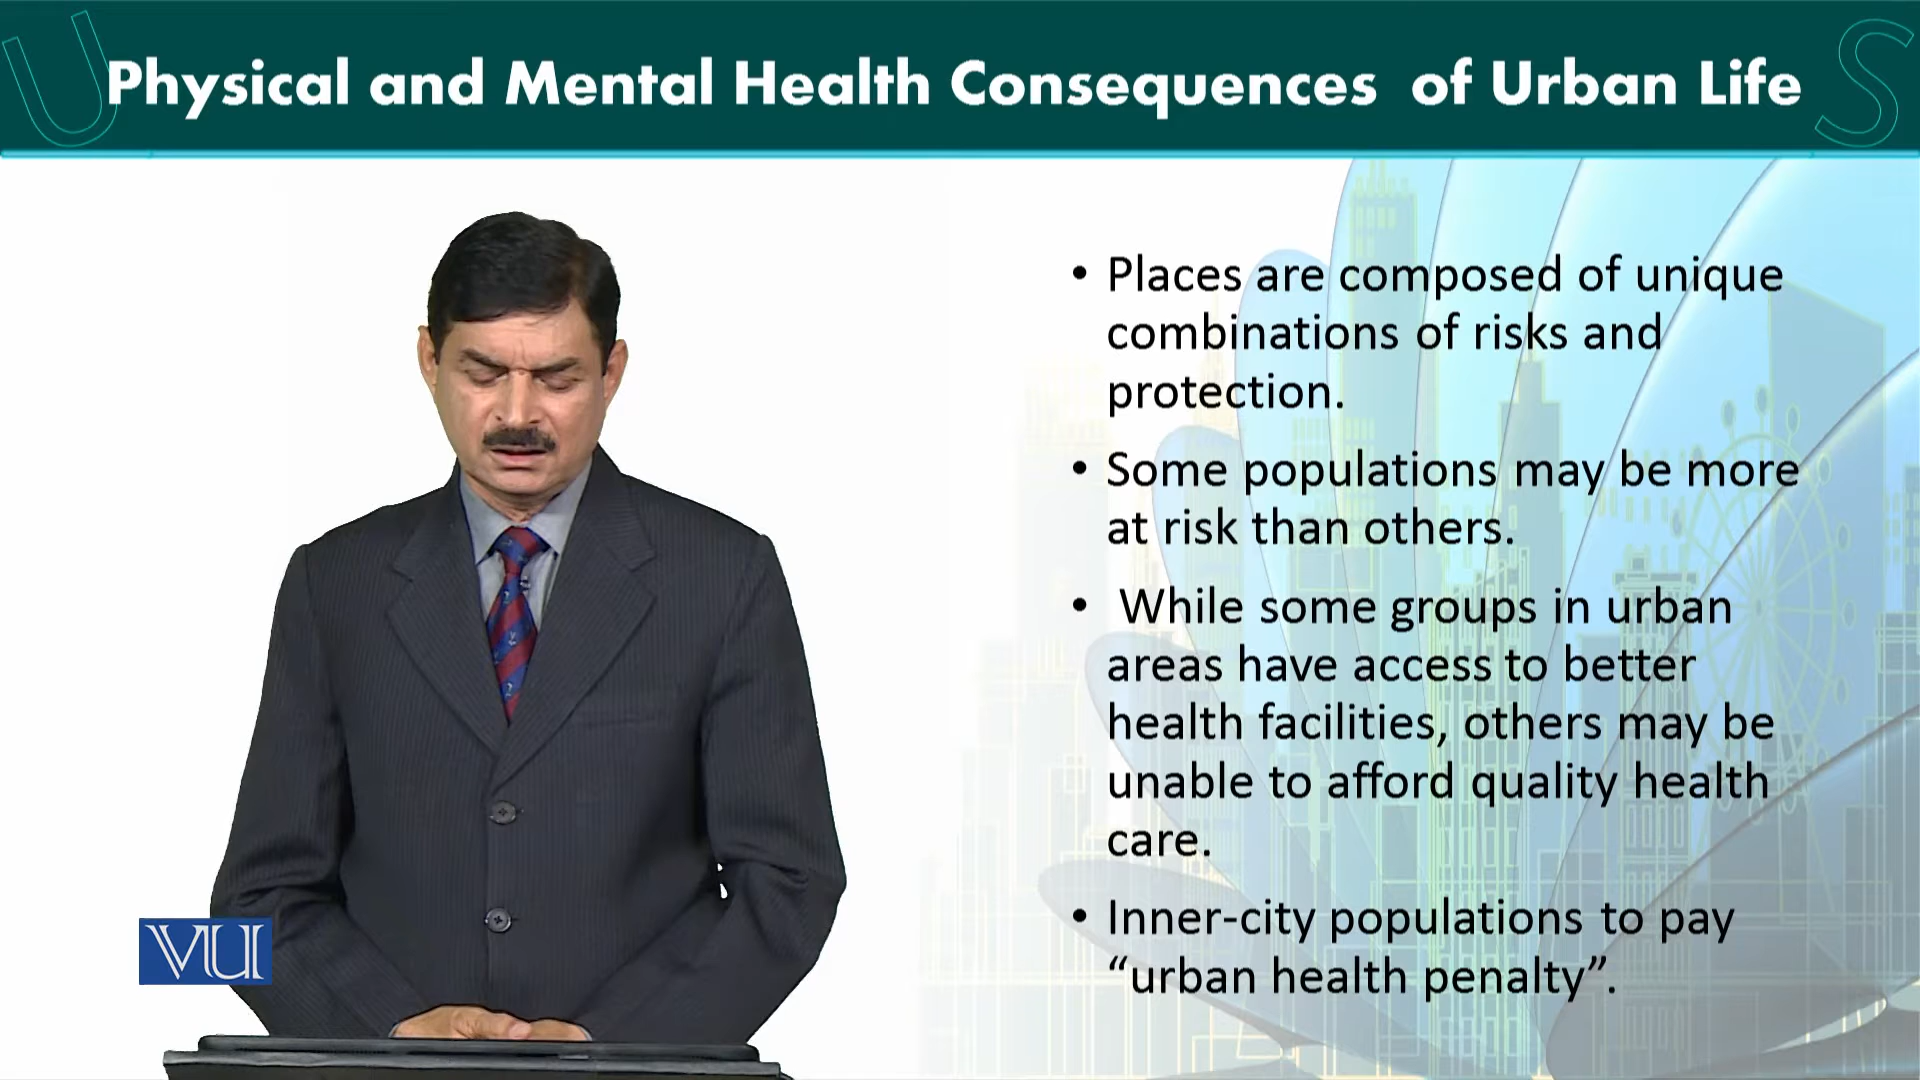 U
Physical and Mental Health Consequences of Urban Life
S
• Places are composed of unique
combinations of risks and
protection.
• Some populations may be more
at risk than others.
• While some groups in urban
areas have access to better
health facilities, others may be
unable to afford quality health
care.
• Inner-city populations to pay
“urban health penalty”.
VU